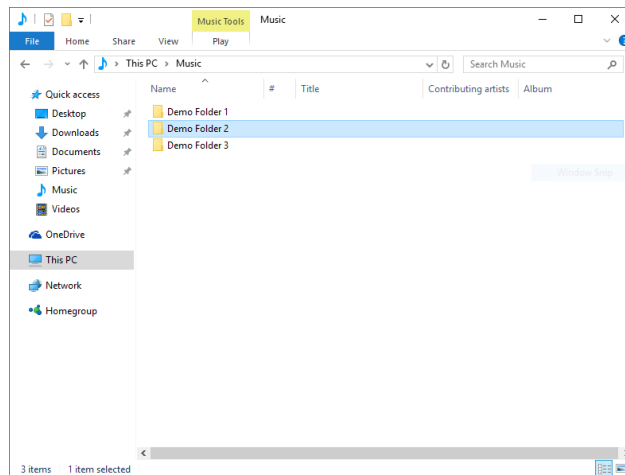 Music Tools Music
File Home Share View Play
This PC > Music
Search Music
Name # Title Contributing artists Album
Quick access
Desktop
Downloads
Documents
Pictures
Music
Videos
OneDrive
This PC
Network
Homegroup
Demo Folder 1
Demo Folder 2
Demo Folder 3
Window Snip
3 items 1 item selected